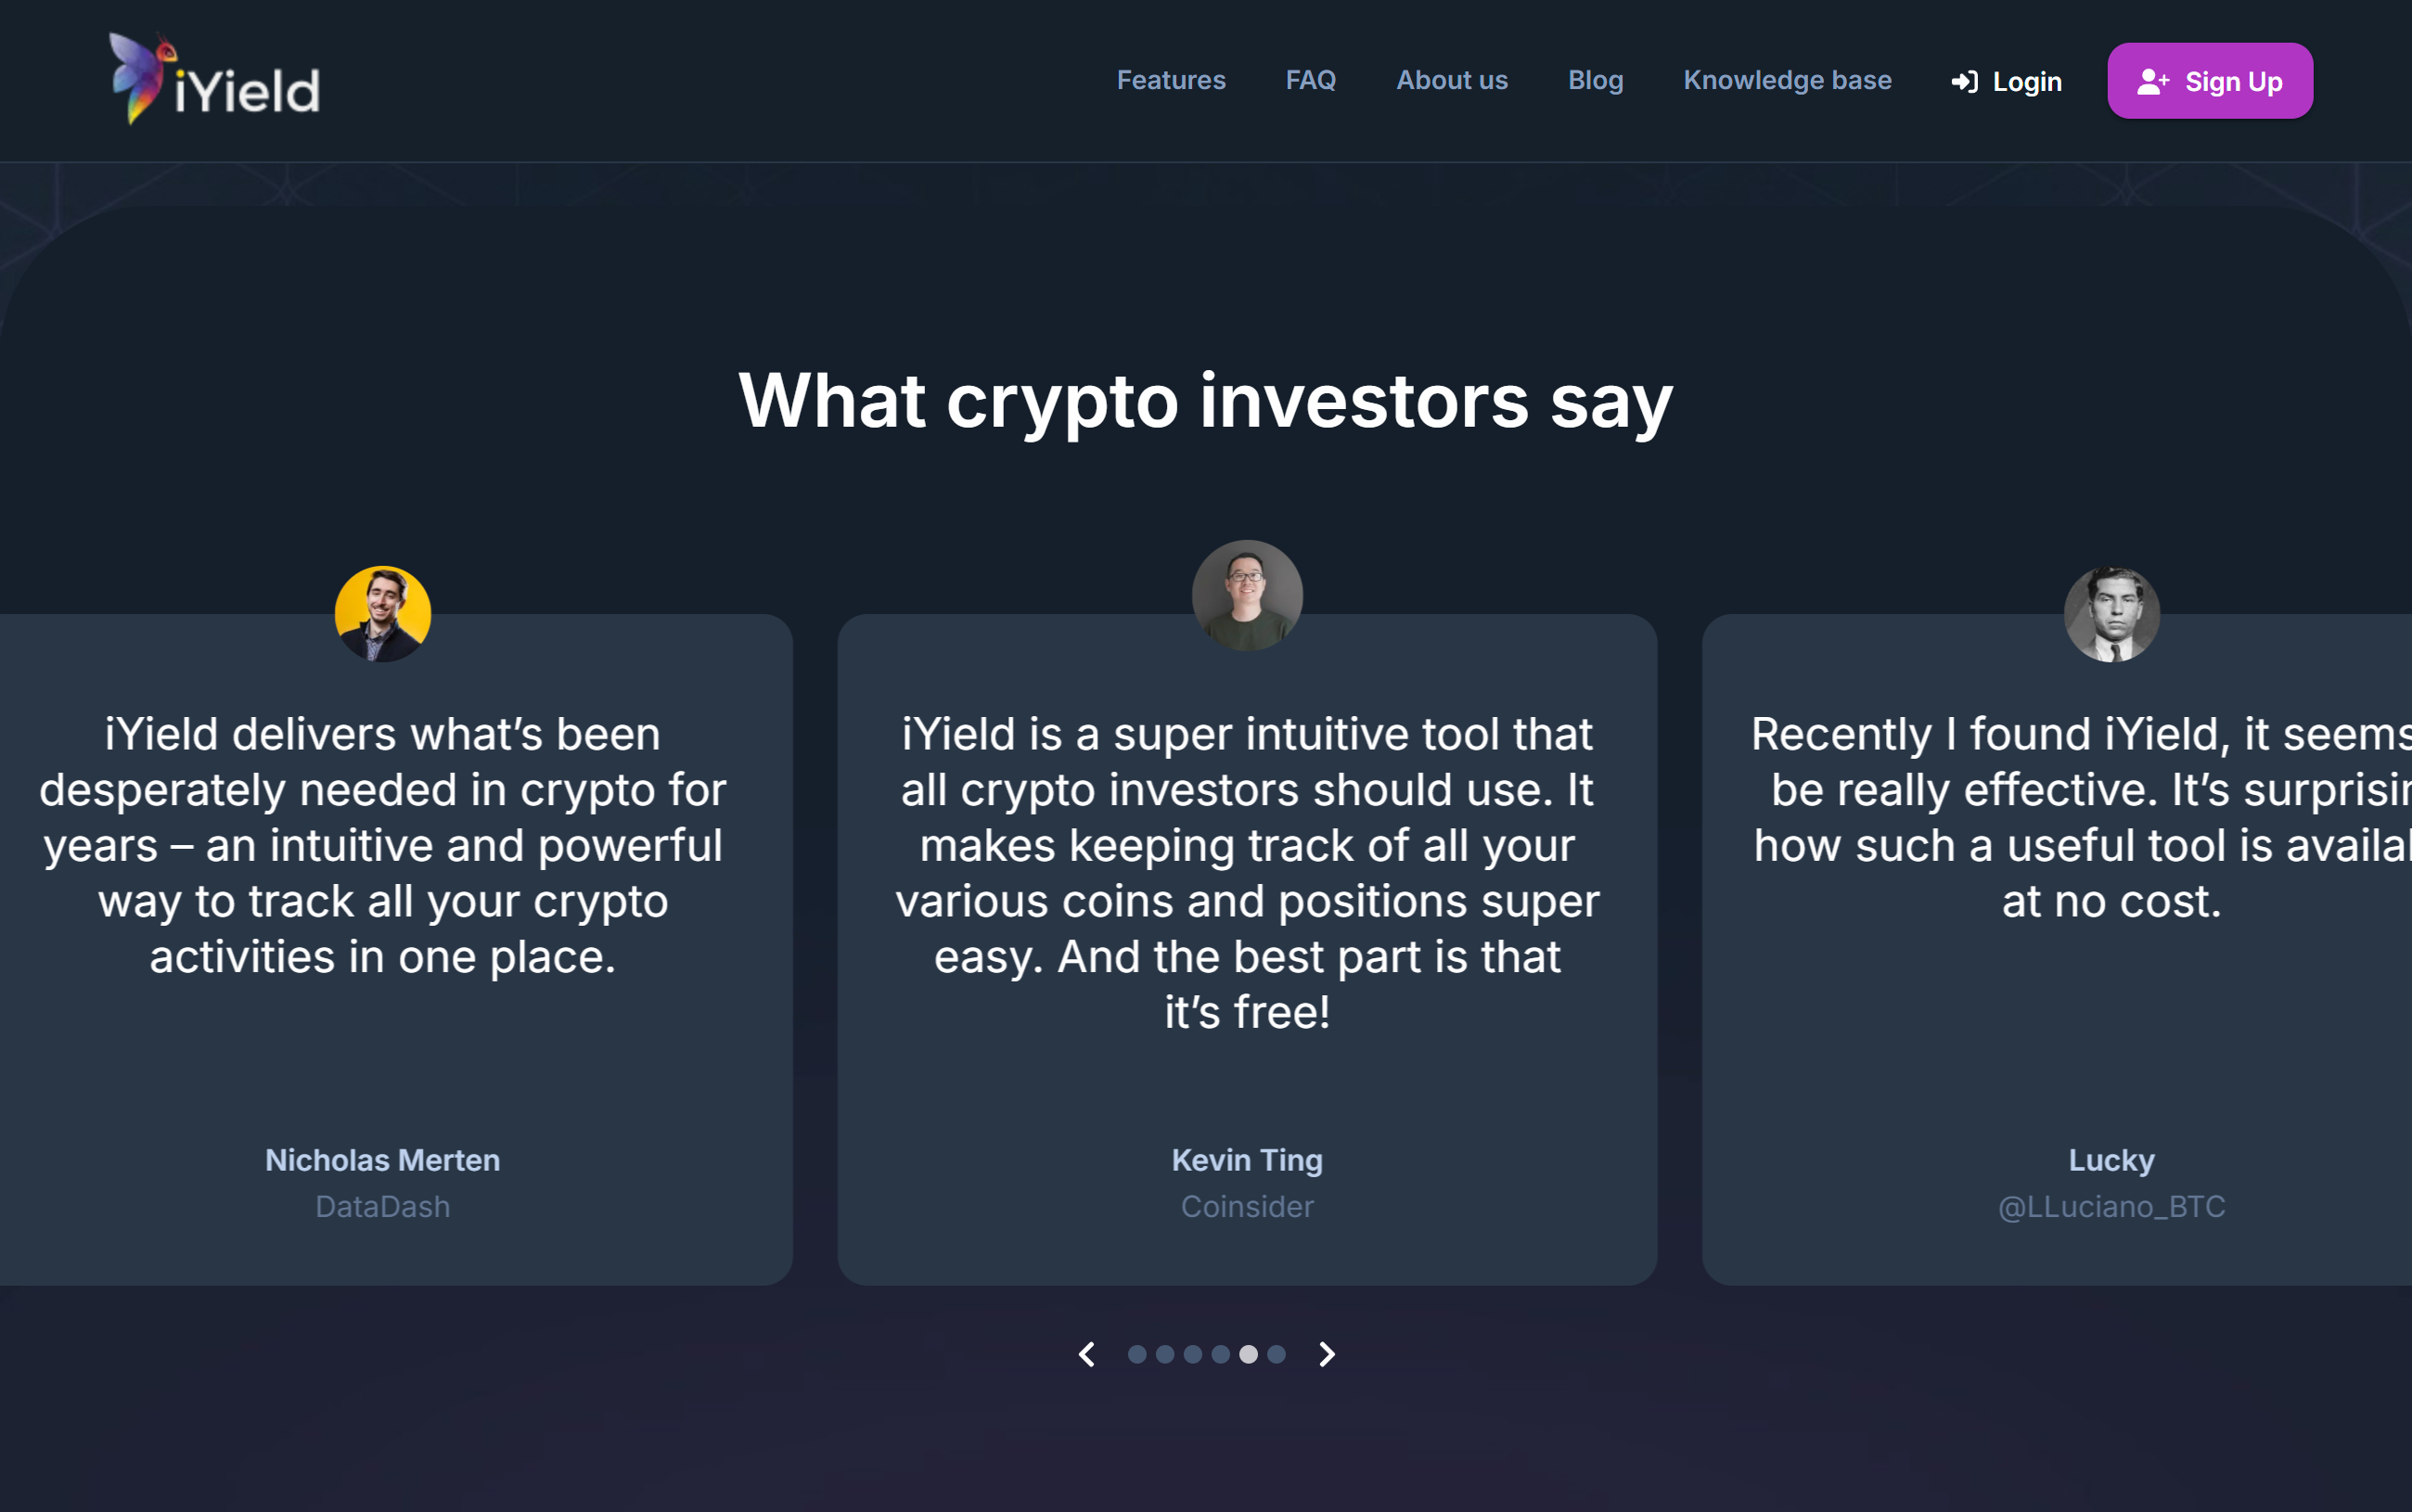 iYield
Features
FAQ
About us
Blog
Knowledge base
Login
Sign Up
What crypto investors say
iYield delivers what’s been
desperately needed in crypto for
years – an intuitive and powerful
way to track all your crypto
activities in one place.
Nicholas Merten
DataDash
iYield is a super intuitive tool that
all crypto investors should use. It
makes keeping track of all your
various coins and positions super
easy. And the best part is that
it’s free!
Kevin Ting
Coinsider
Recently I found iYield, it seems
be really effective. It’s
how such a useful tool is
at no cost.
Lucky
@LLuciano_BTC